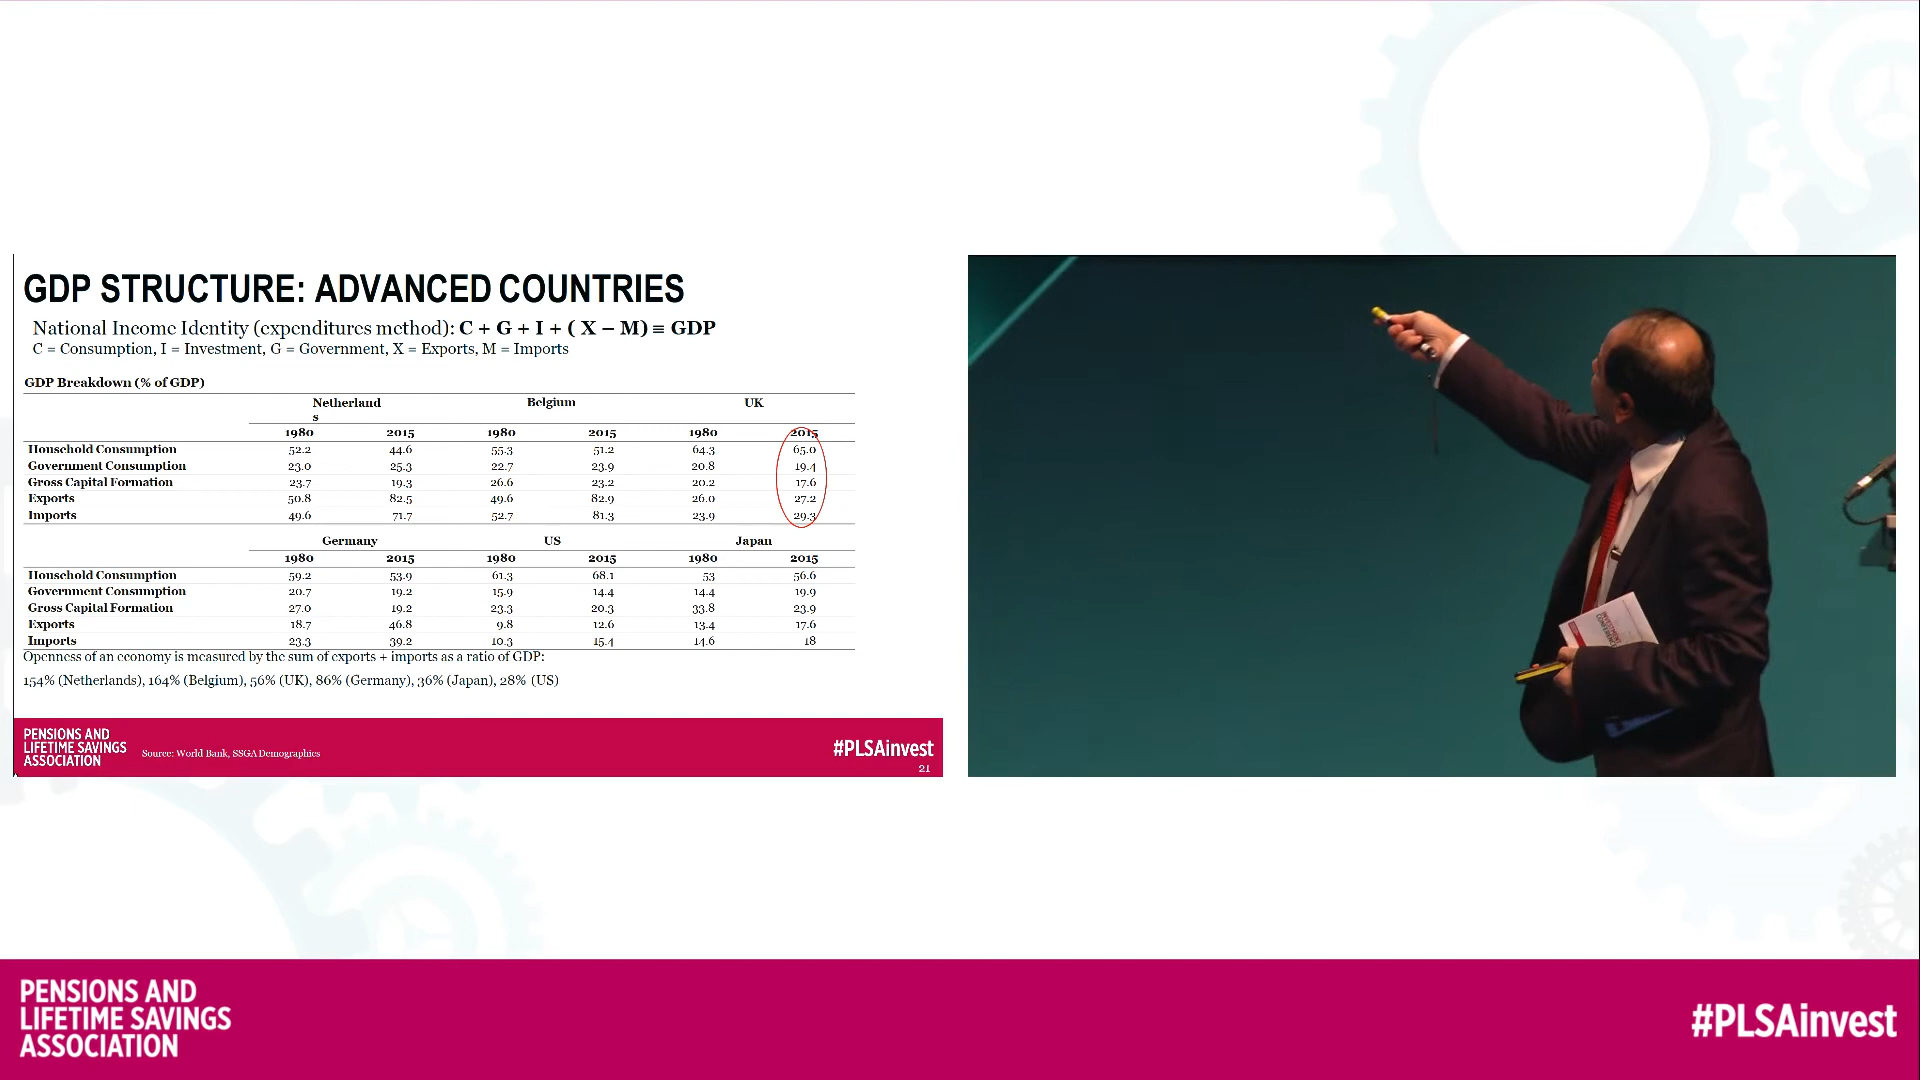 GDP STRUCTURE: ADVANCED COUNTRIES
National Income Identity (expenditures method): C + G + I + ( X – M) ≡ GDP
C = Consumption, I = Investment, G = Government, X = Exports, M = Imports
GDP Breakdown (% of GDP)
Netherland Belgium UK
s
1980 2015 1980 2015 1980 2015
Household Consumption 52.2 44.6 55.3 51.2 64.3 65.0
Government Consumption 23.0 25.3 22.7 23.9 20.8 19.4
Gross Capital Formation 23.7 19.3 26.6 23.2 20.2 17.6
Exports 50.8 82.5 49.6 82.9 26.0 27.2
Imports 49.6 71.7 52.7 81.3 23.9 29.3
Germany US Japan
1980 2015 1980 2015 1980 2015
Household Consumption 59.2 53.9 61.3 68.1 53 56.6
Government Consumption 20.7 19.2 15.9 14.4 14.4 19.9
Gross Capital Formation 27.0 19.2 23.3 20.3 33.8 23.9
Exports 18.7 46.8 9.8 12.6 13.4 17.6
Imports 23.3 39.2 10.3 15.4 14.6 18
Openness of an economy is measured by the sum of exports + imports as a ratio of GDP:
154% (Netherlands), 164% (Belgium), 56% (UK), 86% (Germany), 36% (Japan), 28% (US)
PENSIONS AND
LIFETIME SAVINGS
ASSOCIATION
Source: World Bank, SSGA Demographics
#PLSAinvest
21
INVESTMENT
CONFERENCE
PENSIONS AND
LIFETIME SAVINGS
ASSOCIATION
#PLSAinvest